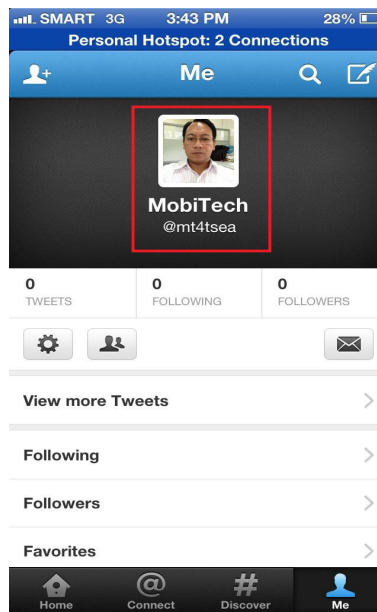 SMART 3G 3:43 PM 28%
Personal Hotspot: 2 Connections
Me
MobiTech
@mt4tsea
0 0 0
TWEETS FOLLOWING FOLLOWERS
View more Tweets
Following
Followers
Favorites
Home Connect Discover Me